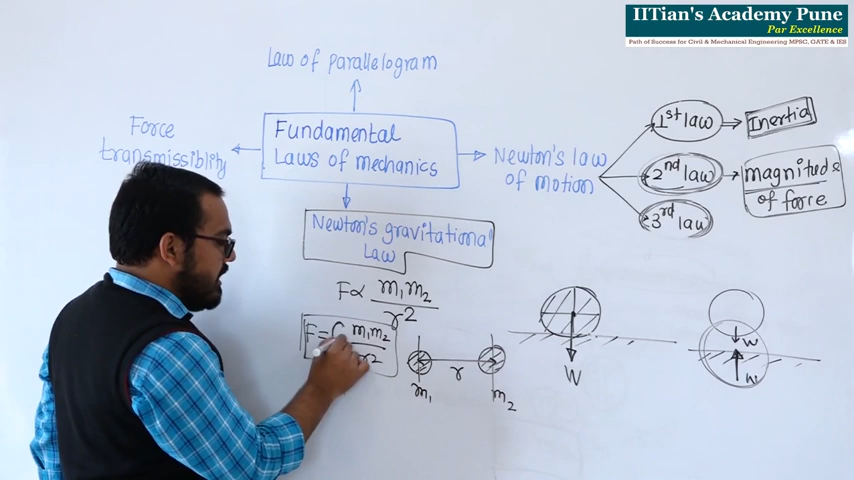 IITian's Academy Pune
Par Excellence
Path of Success for Civil & Mechanical Engineering MPSC, GATE & IES
Law of parallelogram
Force
transmissiblity
Fundamental
Laws of mechanics
Newton's law
of motion
1st law
Inertia
2nd law
magnitude
of force
3rd law
Newton's gravitational
Law
F∝ m1m2
r2
F=G m1m2
r2
r
m1
m2
W
W
W